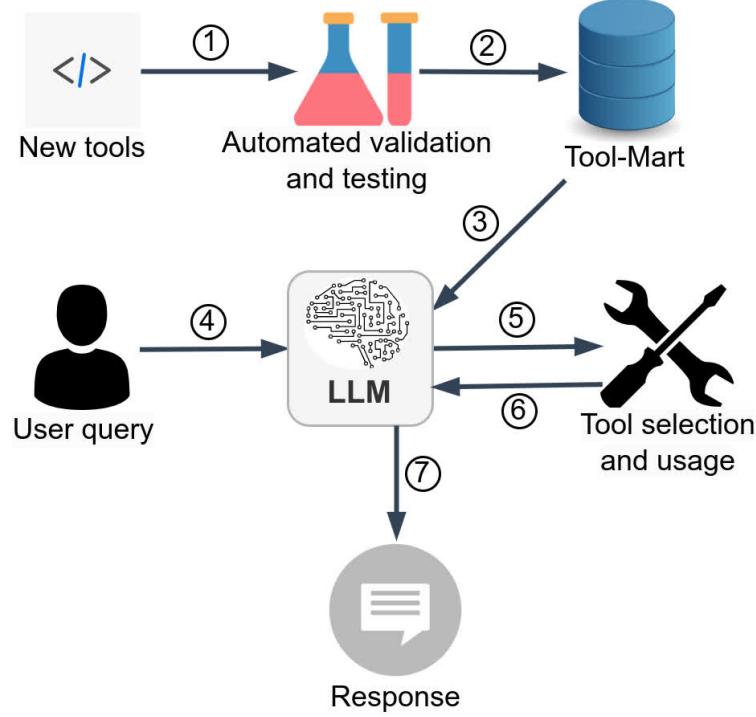 ①
②
</>
New tools
Automated validation
and testing
Tool-Mart
③
④
⑤
LLM
⑥
User query
Tool selection
and usage
⑦
Response